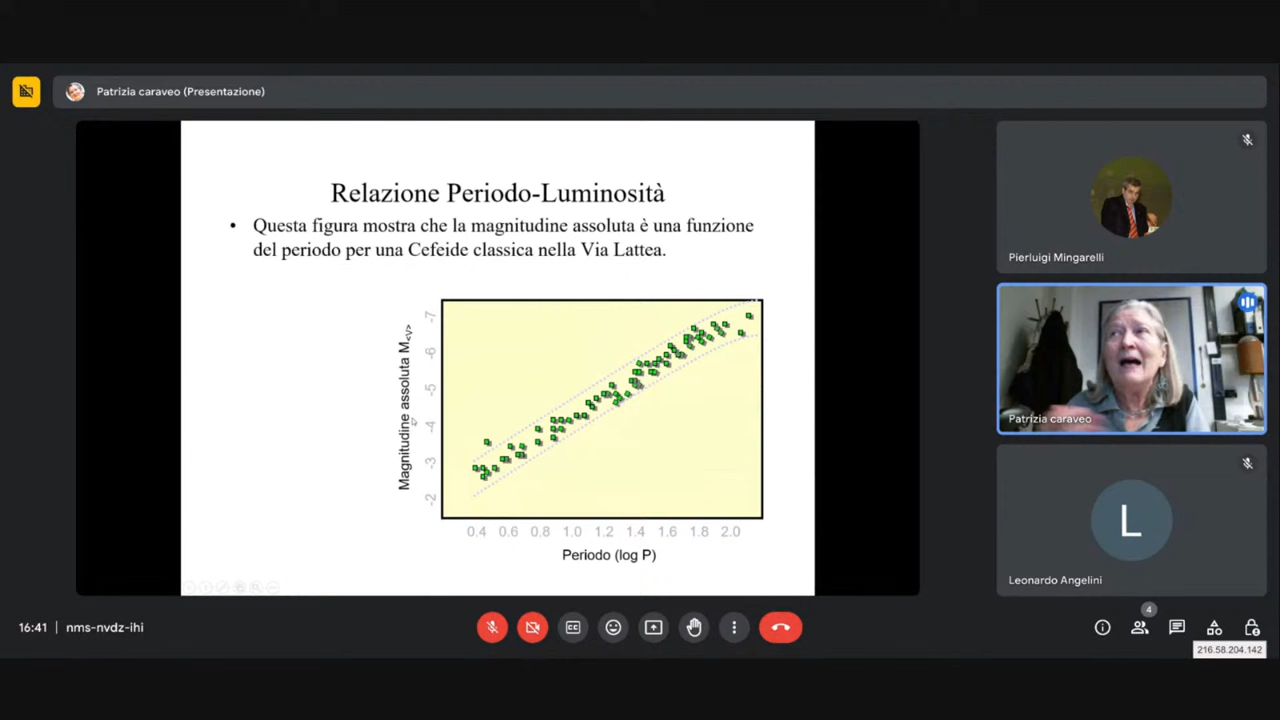 Patrizia caraveo (Presentazione)
Relazione Periodo-Luminosità
• Questa figura mostra che la magnitudine assoluta è una funzione
del periodo per una Cefeide classica nella Via Lattea.
Magnitudine assoluta M<V>
-7
-6
-5
-4
-3
-2
0.4 0.6 0.8 1.0 1.2 1.4 1.6 1.8 2.0
Periodo (log P)
Pierluigi Mingarelli
Patrizia caraveo
L
Leonardo Angelini
16:41 | nms-nvdz-ihi
CC
4
216.58.204.142